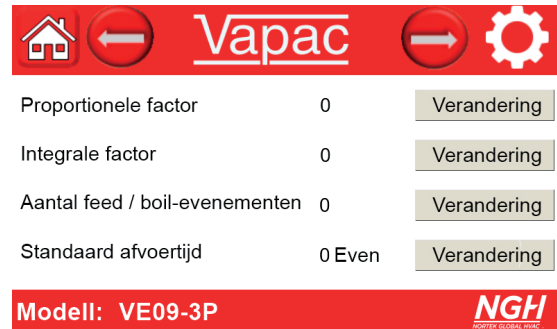 Vapac
Proportionele factor 0 Verandering
Integrale factor 0 Verandering
Aantal feed / boil-evenementen 0 Verandering
Standaard afvoertijd 0 Even Verandering
Modell: VE09-3P NGH
NORTEK GLOBAL HVAC